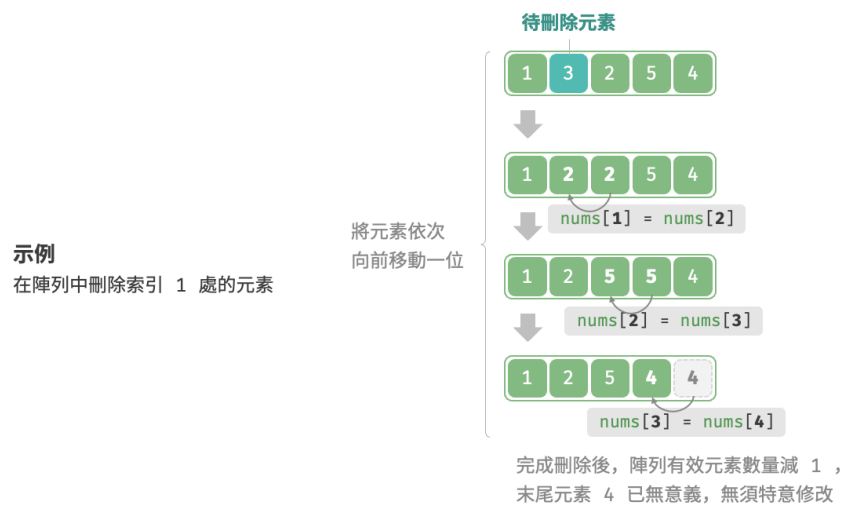 待刪除元素
1 3 2 5 4
1 2 2 5 4
nums[1] = nums[2]
將元素依次
向前移動一位
示例
在陣列中刪除索引 1 處的元素
1 2 5 5 4
nums[2] = nums[3]
1 2 5 4 4
nums[3] = nums[4]
完成刪除後，陣列有效元素數量減 1 ，
末尾元素 4 已無意義，無須特意修改